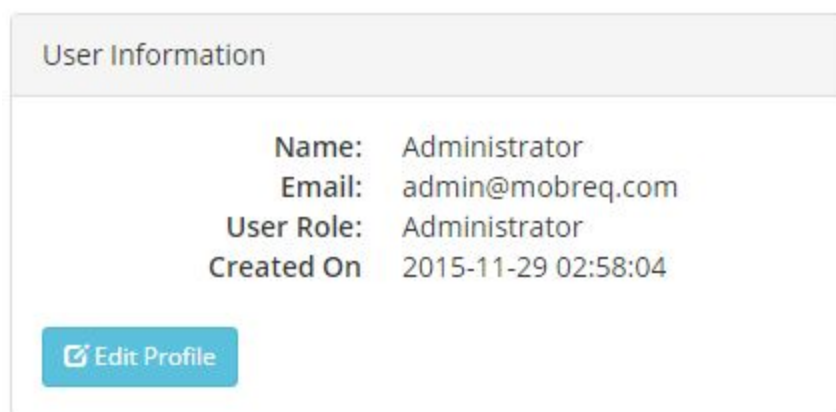 User Information
Name: Administrator
Email: admin@mobreq.com
User Role: Administrator
Created On 2015-11-29 02:58:04
Edit Profile